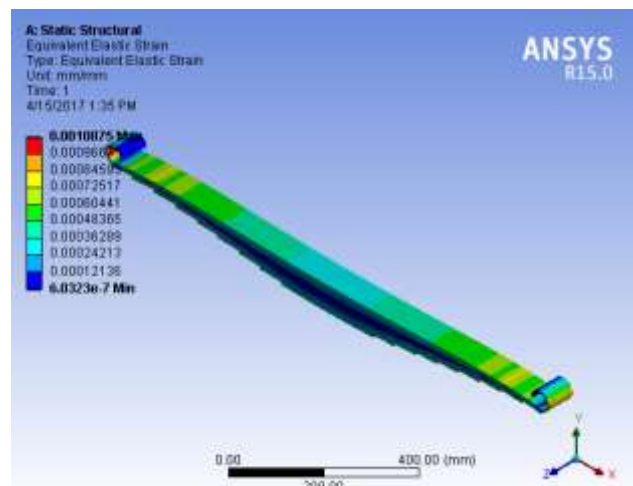 A: Static Structural
Equivalent Elastic Strain
Type: Equivalent Elastic Strain
Unit: mm/mm
Time: 1
4/15/2017 1:35 PM
ANSYS
R15.0
0.0010875
0.00084593
0.00072517
0.00060441
0.00048365
0.00036289
0.00024213
0.00012136
6.0323e-7 Min
0.00
400.00 (mm)
200.00
Y
Z
X